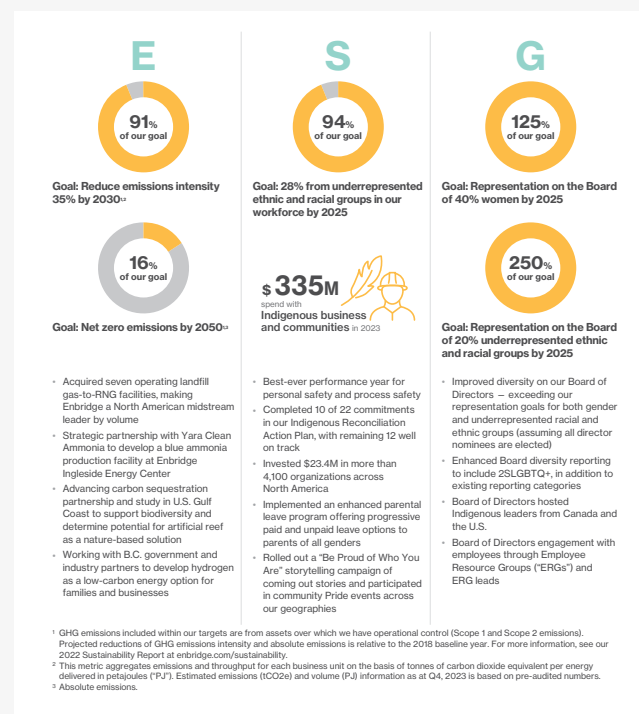 E
91%
of our goal
Goal: Reduce emissions intensity
35% by 2030¹,²
16%
of our goal
Goal: Net zero emissions by 2050¹,³
• Acquired seven operating landfill
gas-to-RNG facilities, making
Enbridge a North American midstream
leader by volume
• Strategic partnership with Yara Clean
Ammonia to develop a blue ammonia
production facility at Enbridge
Ingleside Energy Center
• Advancing carbon sequestration
partnership and study in U.S. Gulf
Coast to support biodiversity and
determine potential for artificial reef
as a nature-based solution
• Working with B.C. government and
industry partners to develop hydrogen
as a low-carbon energy option for
families and businesses
S
94%
of our goal
Goal: 28% from underrepresented
ethnic and racial groups in our
workforce by 2025
$335M
spend with
Indigenous business
and communities in 2023
• Best-ever performance year for
personal safety and process safety
• Completed 10 of 22 commitments
in our Indigenous Reconciliation
Action Plan, with remaining 12 well
on track
• Invested $23.4M in more than
4,100 organizations across
North America
• Implemented an enhanced parental
leave program offering progressive
paid and unpaid leave options to
parents of all genders
• Rolled out a “Be Proud of Who You
Are” storytelling campaign of
coming out stories and participated
in community Pride events across
our geographies
G
125%
of our goal
Goal: Representation on the Board
of 40% women by 2025
250%
of our goal
Goal: Representation on the Board
of 20% underrepresented ethnic
and racial groups by 2025
• Improved diversity on our Board of
Directors — exceeding our
representation goals for both gender
and underrepresented racial and
ethnic groups (assuming all director
nominees are elected)
• Enhanced Board diversity reporting
to include 2SLGBTQ+, in addition to
existing reporting categories
• Board of Directors hosted
Indigenous leaders from Canada and
the U.S.
• Board of Directors engagement with
employees through Employee
Resource Groups (“ERGs”) and
ERG leads
¹ GHG emissions included within our targets are from assets over which we have operational control (Scope 1 and Scope 2 emissions).
Projected reductions of GHG emissions intensity and absolute emissions is relative to the 2018 baseline year. For more information, see our
2022 Sustainability Report at enbridge.com/sustainability.
² This metric aggregates emissions and throughput for each business unit on the basis of tonnes of carbon dioxide equivalent per energy
delivered in petajoules (“PJ”). Estimated emissions (tCO2e) and volume (PJ) information as at Q4, 2023 is based on pre-audited numbers.
³ Absolute emissions.